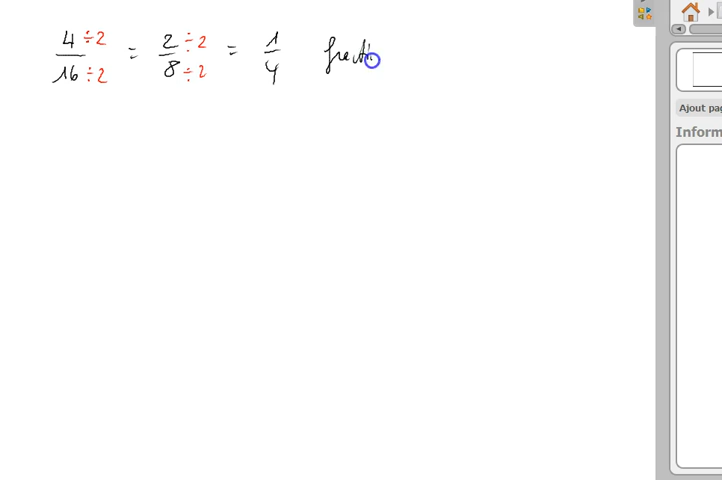 4 ÷2 / 16 ÷2 = 2 ÷2 / 8 ÷2 = 1 / 4
Ajout pag
Inform